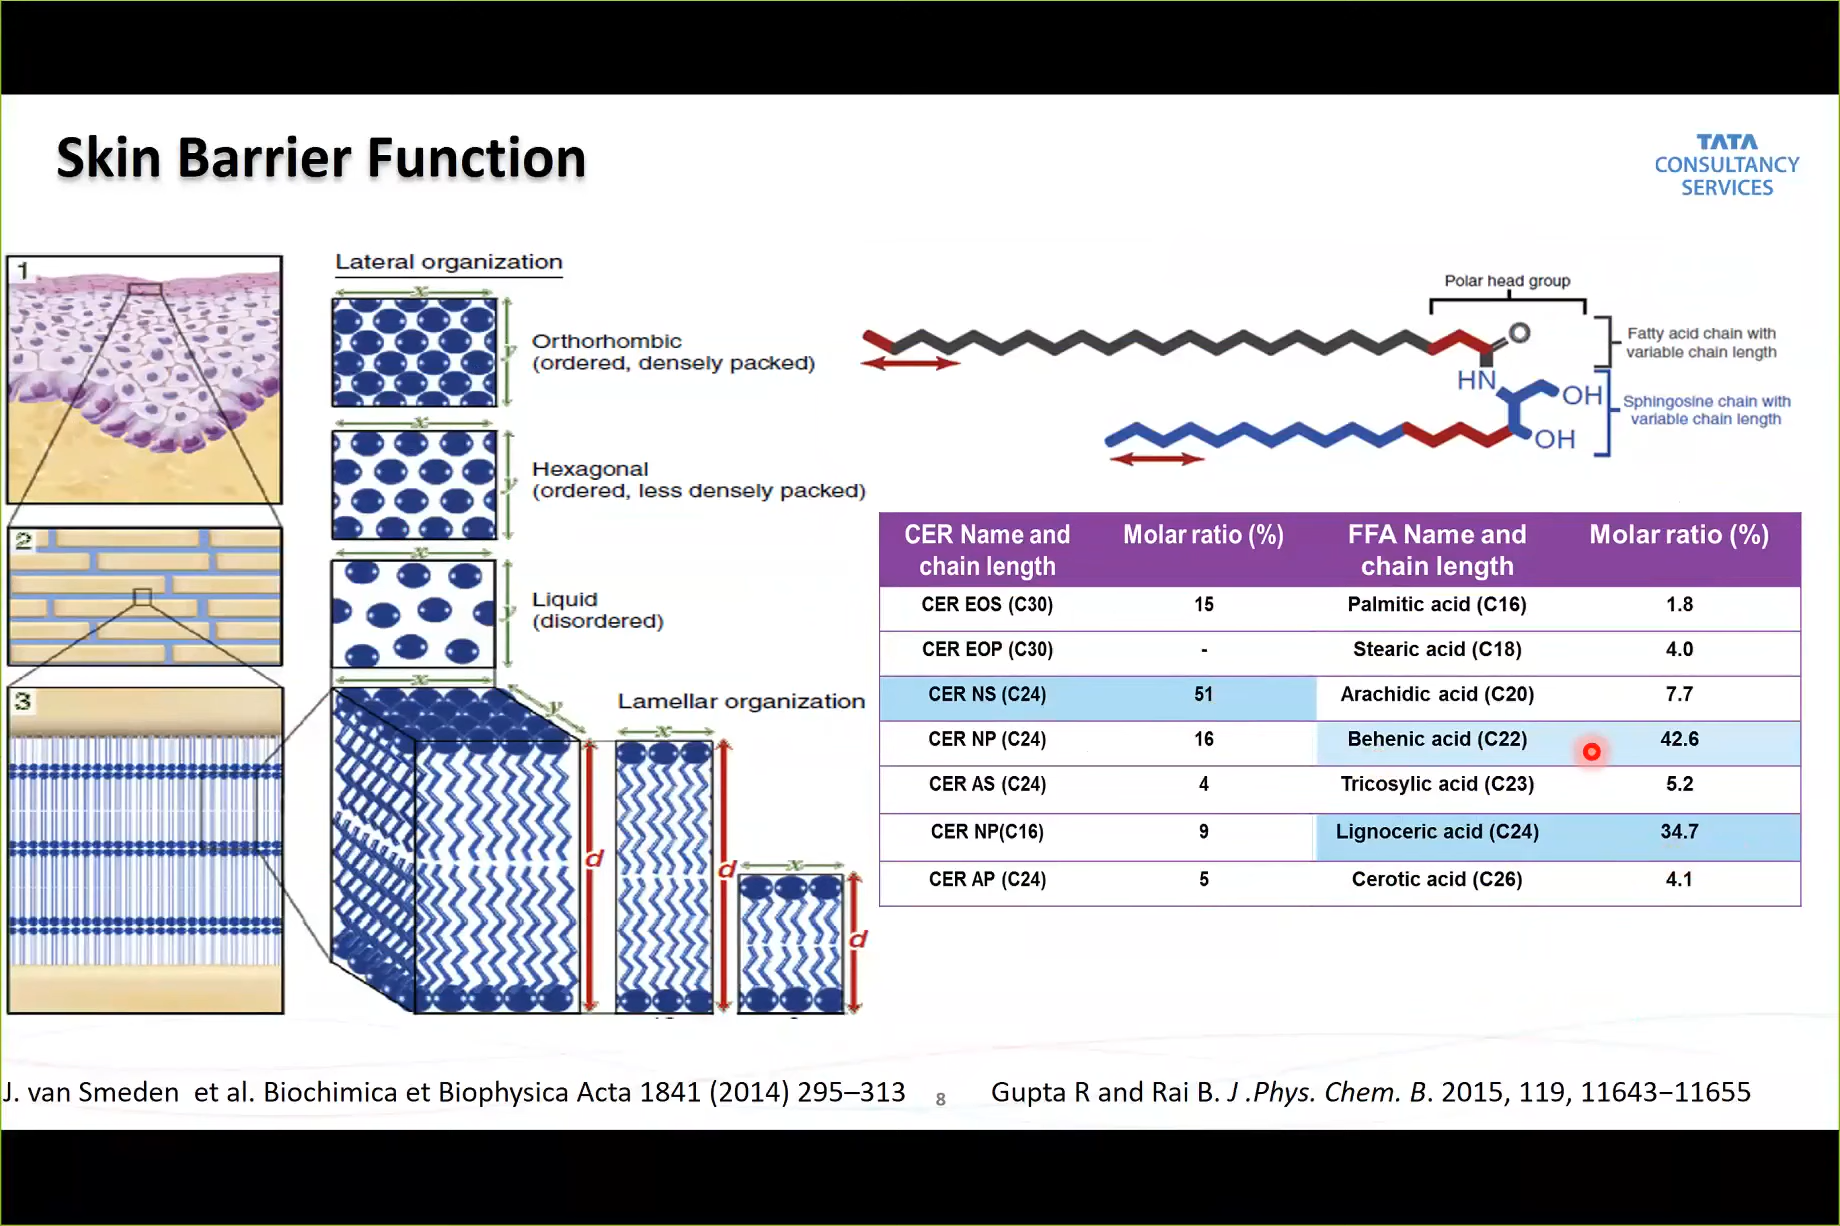 Skin Barrier Function
TATA
CONSULTANCY
SERVICES
1
2
3
Lateral organization
x
y
Orthorhombic
(ordered, densely packed)
x
y
Hexagonal
(ordered, less densely packed)
x
y
Liquid
(disordered)
x
y
Lamellar organization
d
x
d
x
d
Polar head group
O
HN
OH
OH
Fatty acid chain with
variable chain length
Sphingosine chain with
variable chain length
CER Name and chain length Molar ratio (%) FFA Name and chain length Molar ratio (%)
CER EOS (C30) 15 Palmitic acid (C16) 1.8
CER EOP (C30) - Stearic acid (C18) 4.0
CER NS (C24) 51 Arachidic acid (C20) 7.7
CER NP (C24) 16 Behenic acid (C22) 42.6
CER AS (C24) 4 Tricosylic acid (C23) 5.2
CER NP(C16) 9 Lignoceric acid (C24) 34.7
CER AP (C24) 5 Cerotic acid (C26) 4.1
J. van Smeden et al. Biochimica et Biophysica Acta 1841 (2014) 295–313
8
Gupta R and Rai B. J .Phys. Chem. B. 2015, 119, 11643−11655